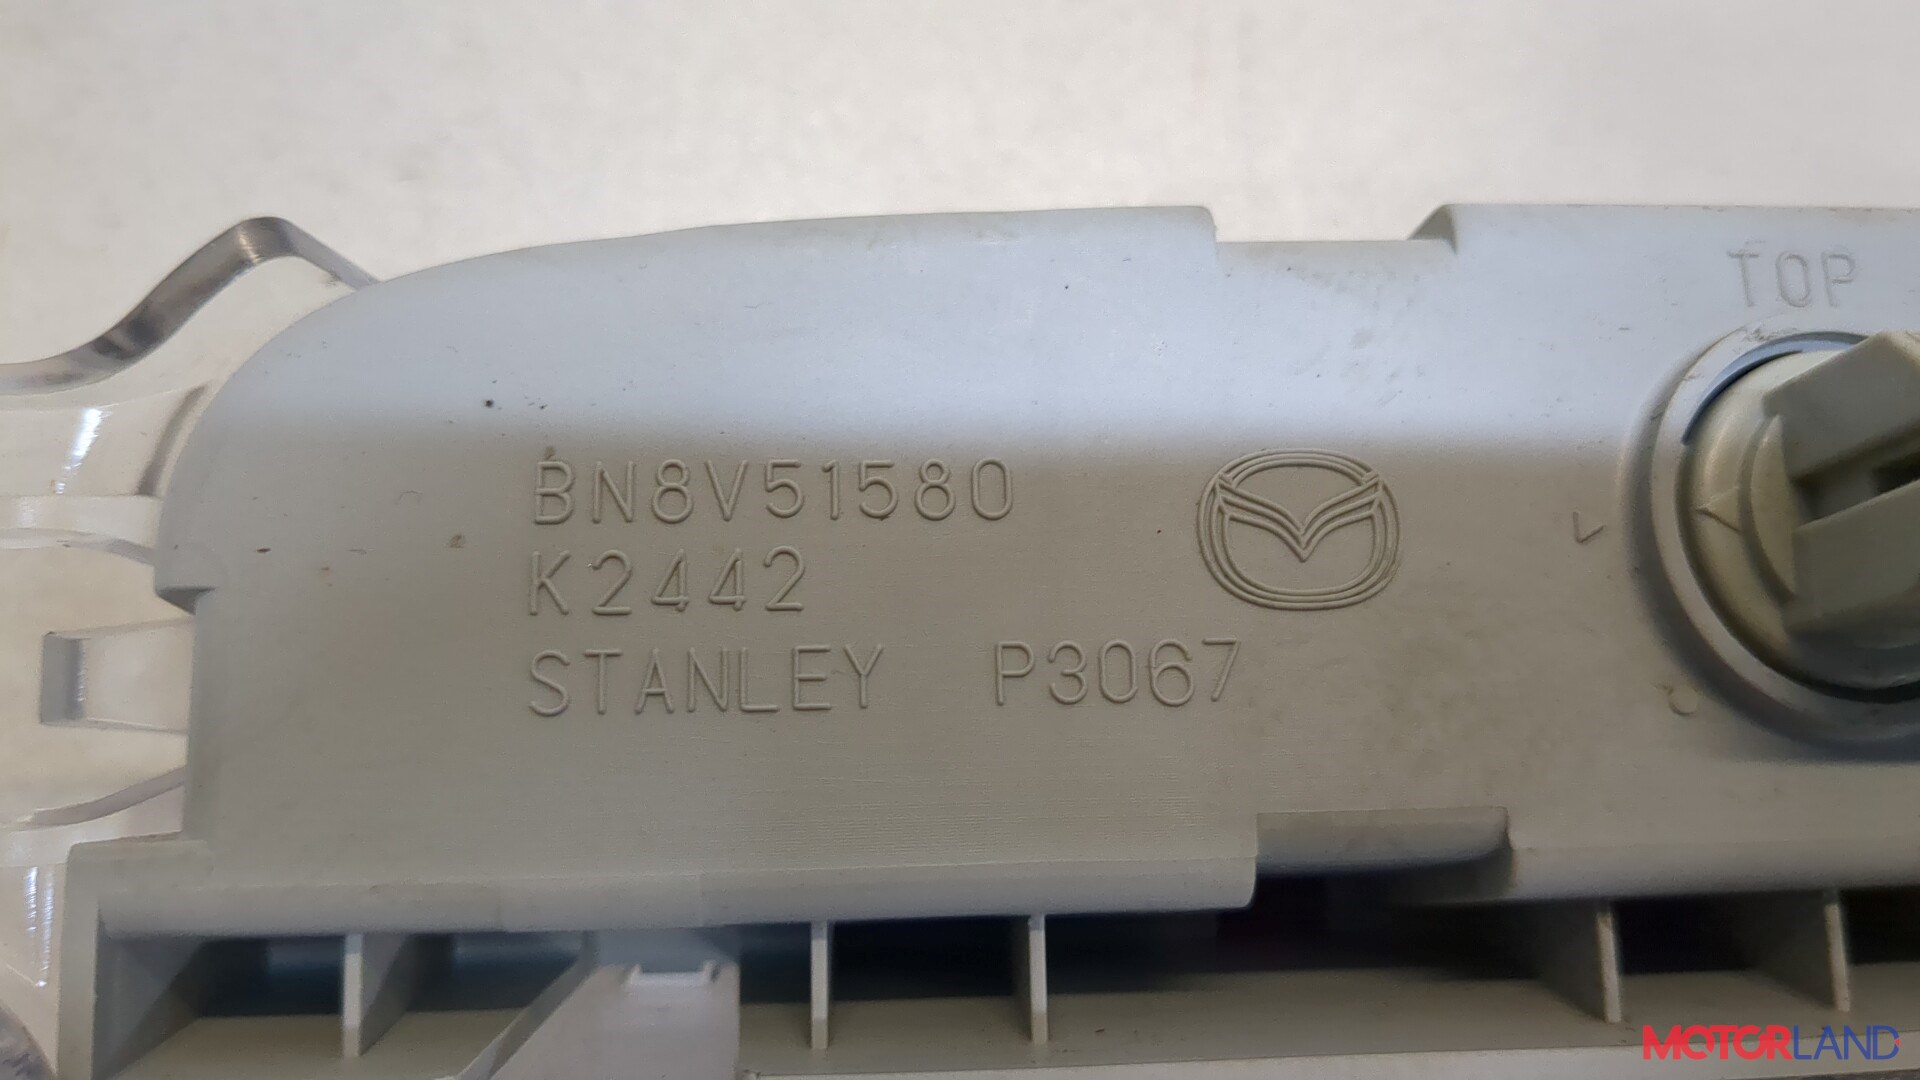 TOP
BN8V51580
K2442
STANLEY P3067
MOTORLAND